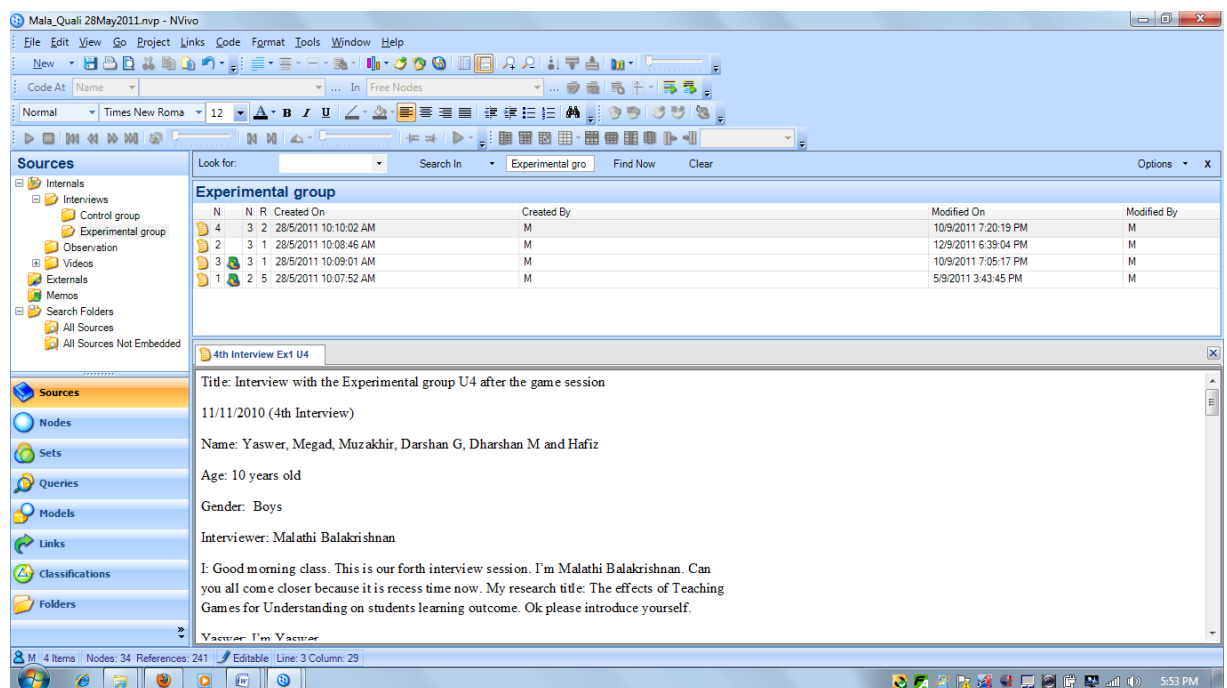 Mala_Quali 28May2011.nvp - NVivo
File Edit View Go Project Links Code Format Tools Window Help
New
Code At Name ... In Free Nodes ...
Normal Times New Roma 12 A B I U
Sources
Look for: Search In Experimental gro Find Now Clear Options x
Internals
Interviews
Control group
Experimental group
Observation
Videos
Externals
Memos
Search Folders
All Sources
All Sources Not Embedded
Experimental group
N N R Created On Created By Modified On Modified By
4 3 2 28/5/2011 10:10:02 AM M 10/9/2011 7:20:19 PM M
2 3 1 28/5/2011 10:08:46 AM M 12/9/2011 6:39:04 PM M
3 3 1 28/5/2011 10:09:01 AM M 10/9/2011 7:05:17 PM M
1 2 5 28/5/2011 10:07:52 AM M 5/9/2011 3:43:45 PM M
Sources
Nodes
Sets
Queries
Models
Links
Classifications
Folders
4th Interview Ex1 U4
Title: Interview with the Experimental group U4 after the game session
11/11/2010 (4th Interview)
Name: Yaswer, Megad, Muzakhir, Darshan G, Dharshan M and Hafiz
Age: 10 years old
Gender: Boys
Interviewer: Malathi Balakrishnan
I: Good morning class. This is our forth interview session. I'm Malathi Balakrishnan. Can
you all come closer because it is recess time now. My research title: The effects of Teaching
Games for Understanding on students learning outcome. Ok please introduce yourself.
Yaswer: I'm Yaswer
M 4 Items Nodes: 34 References: 241 Editable Line: 3 Column: 29
5:53 PM